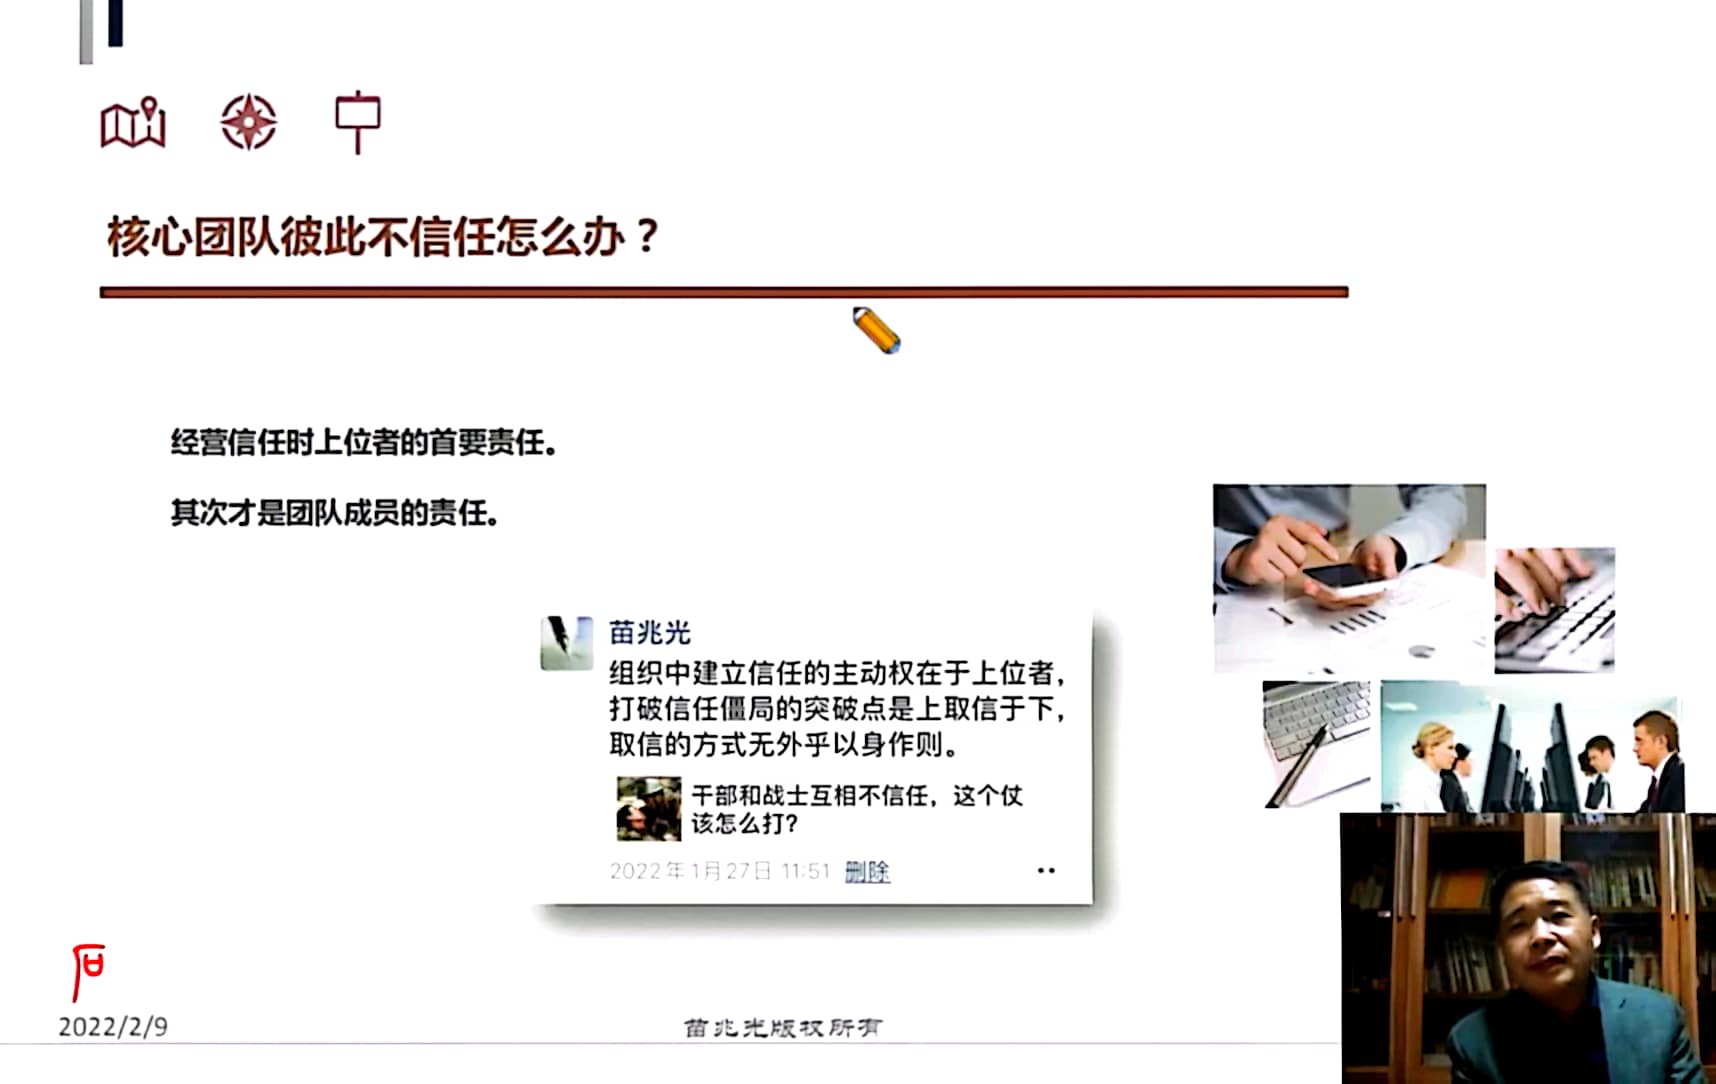 核心团队彼此不信任怎么办？
经营信任时上位者的首要责任。
其次才是团队成员的责任。
苗兆光
组织中建立信任的主动权在于上位者，
打破信任僵局的突破点是上取信于下，
取信的方式无外乎以身作则。
干部和战士互相不信任，这个仗
该怎么打？
2022年1月27日 11:51 删除
2022/2/9
苗兆光版权所有